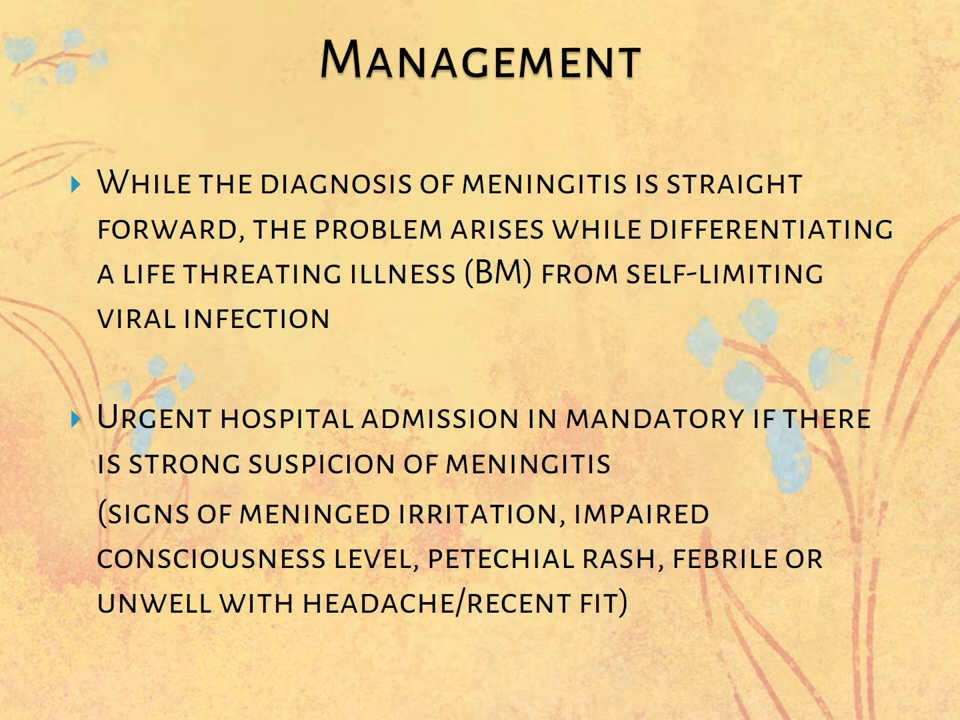 Management
While the diagnosis of meningitis is straight
forward, the problem arises while differentiating
a life threating illness (BM) from self-limiting
viral infection
Urgent hospital admission in mandatory if there
is strong suspicion of meningitis
(signs of meninged irritation, impaired
consciousness level, petechial rash, febrile or
unwell with headache/recent fit)